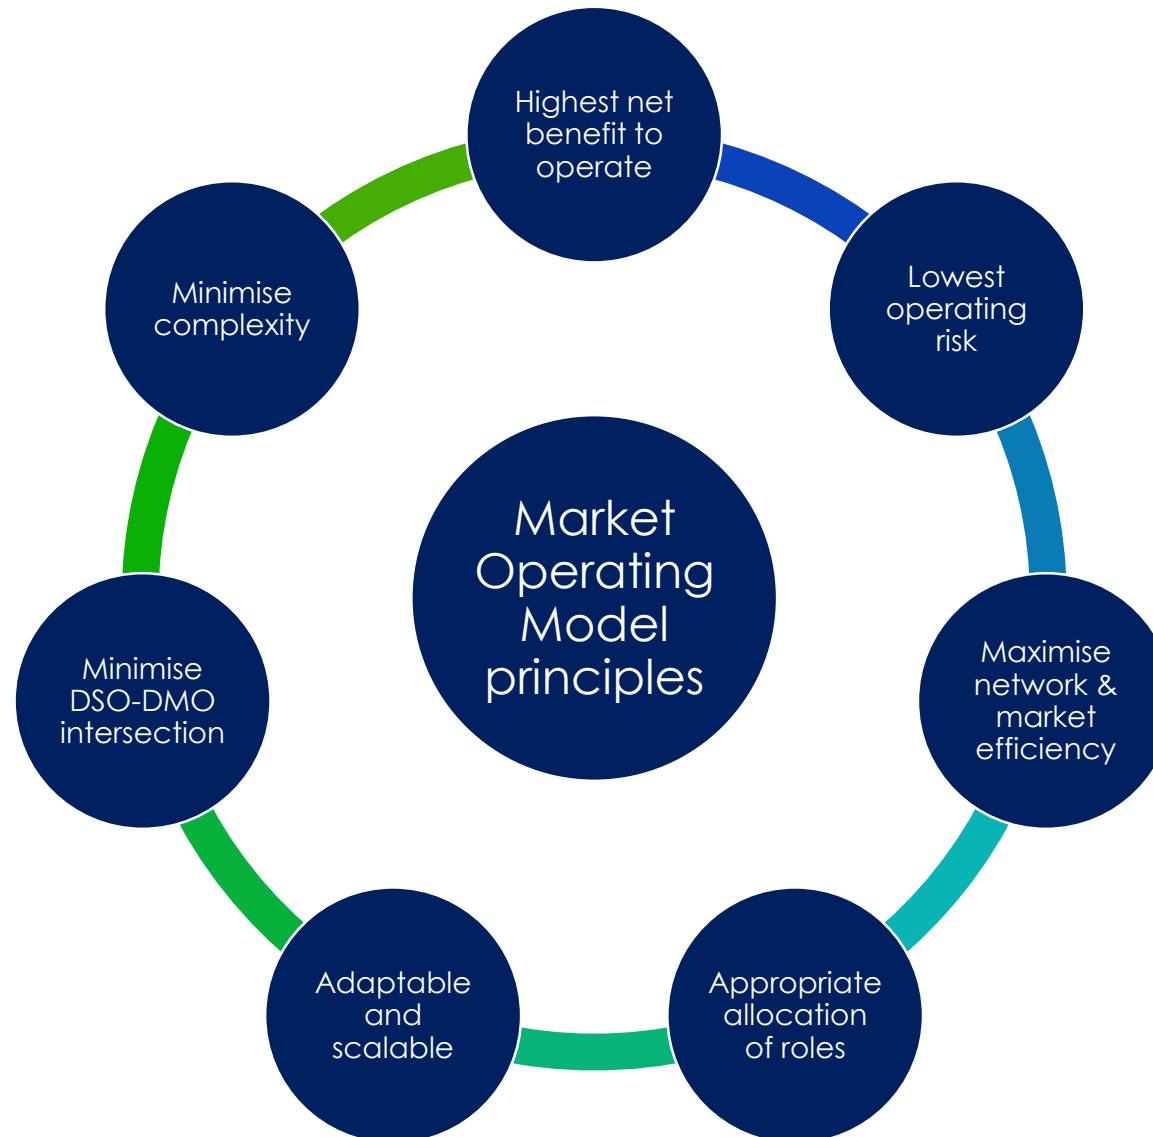 Highest net
benefit to
operate
Lowest
operating
risk
Maximise
network &
market
efficiency
Appropriate
allocation
of roles
Adaptable
and
scalable
Minimise
DSO-DMO
intersection
Minimise
complexity
Market
Operating
Model
principles